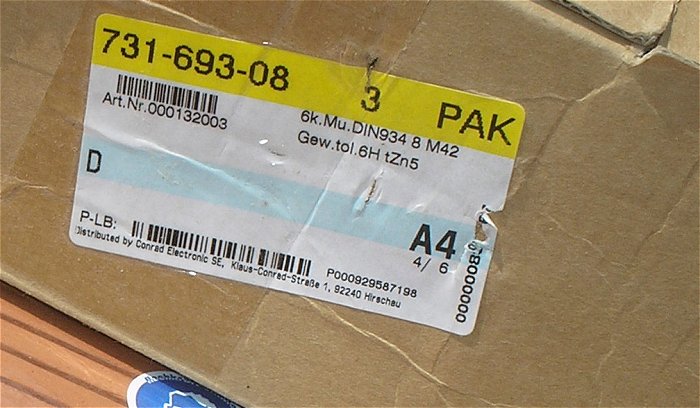 731-693-08 3 PAK
Art.Nr.000132003
6k.Mu.DIN934 8 M42
Gew.tol.6H tZn5
D
A4
4/ 6
P-LB:
P000929587198
Distributed by Conrad Electronic SE, Klaus-Conrad-Straße 1, 92240 Hirschau